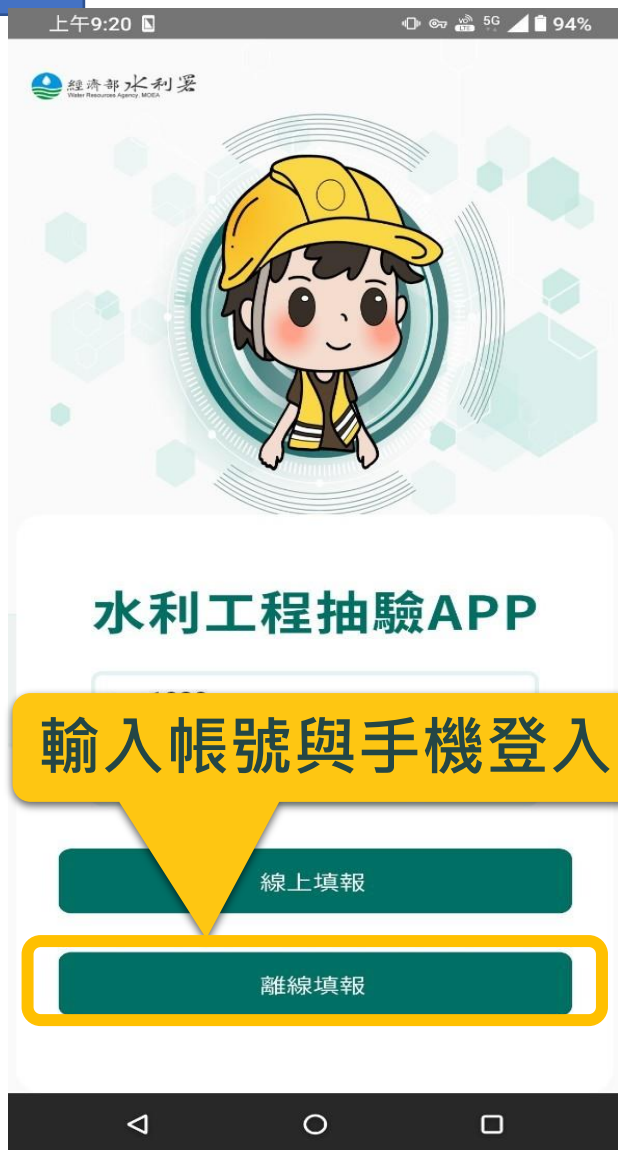 上午9:20
5G
94%
經濟部水利署
Water Resources Agency, MOEA
水利工程抽驗APP
輸入帳號與手機登入
線上填報
離線填報